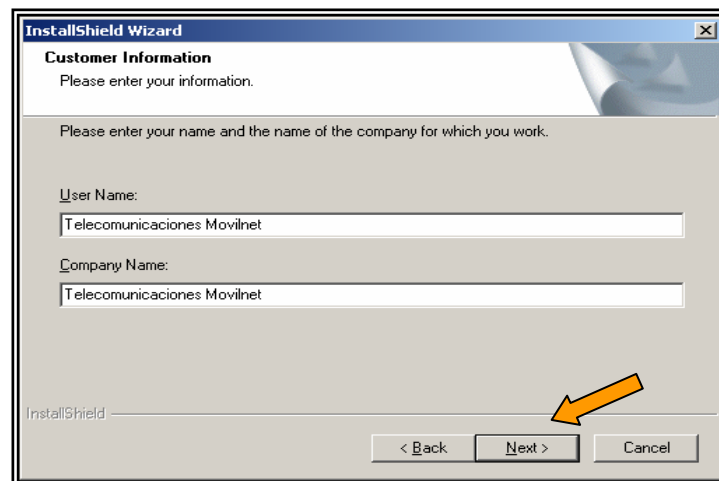 InstallShield Wizard
Customer Information
Please enter your information.
Please enter your name and the name of the company for which you work.
User Name:
Telecomunicaciones Movilnet
Company Name:
Telecomunicaciones Movilnet
InstallShield
< Back Next > Cancel